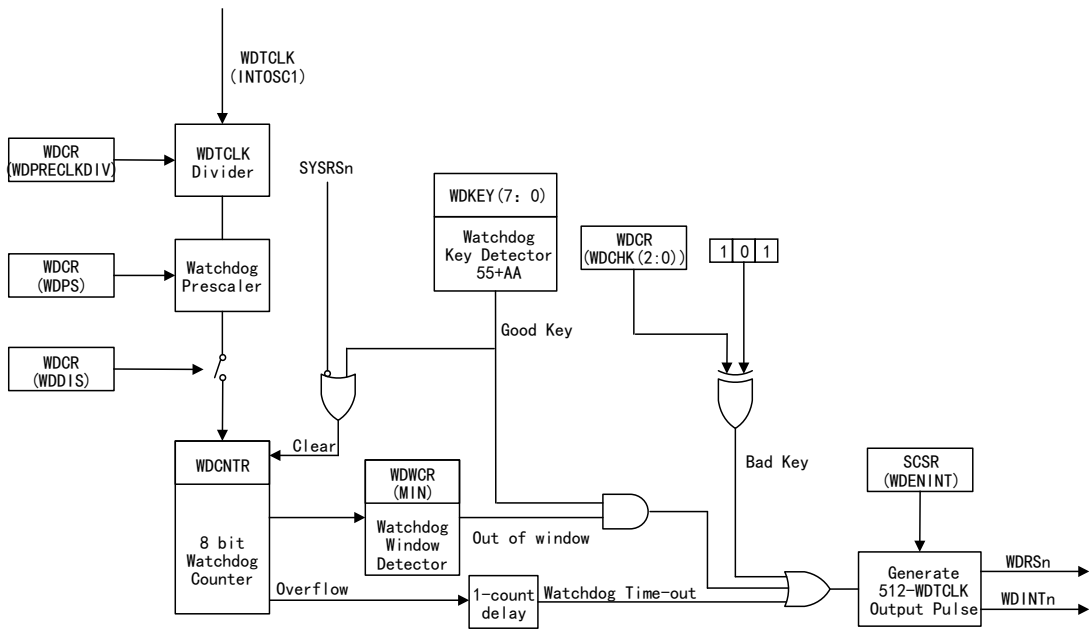 WDTCLK
(INTOSC1)
WDCR
(WDPRECLKDIV)
WDTCLK
Divider
SYSRSn
WDKEY(7: 0)
Watchdog
Key Detector
55+AA
WDCR
(WDCHK(2:0))
1 0 1
WDCR
(WDPS)
Watchdog
Prescaler
Good Key
WDCR
(WDDIS)
Clear
WDCNTR
8 bit
Watchdog
Counter
WDWCR
(MIN)
Watchdog
Window
Detector
Out of window
Bad Key
SCSR
(WDENINT)
Overflow
1-count
delay
Watchdog Time-out
Generate
512-WDTCLK
Output Pulse
WDRSn
WDINTn